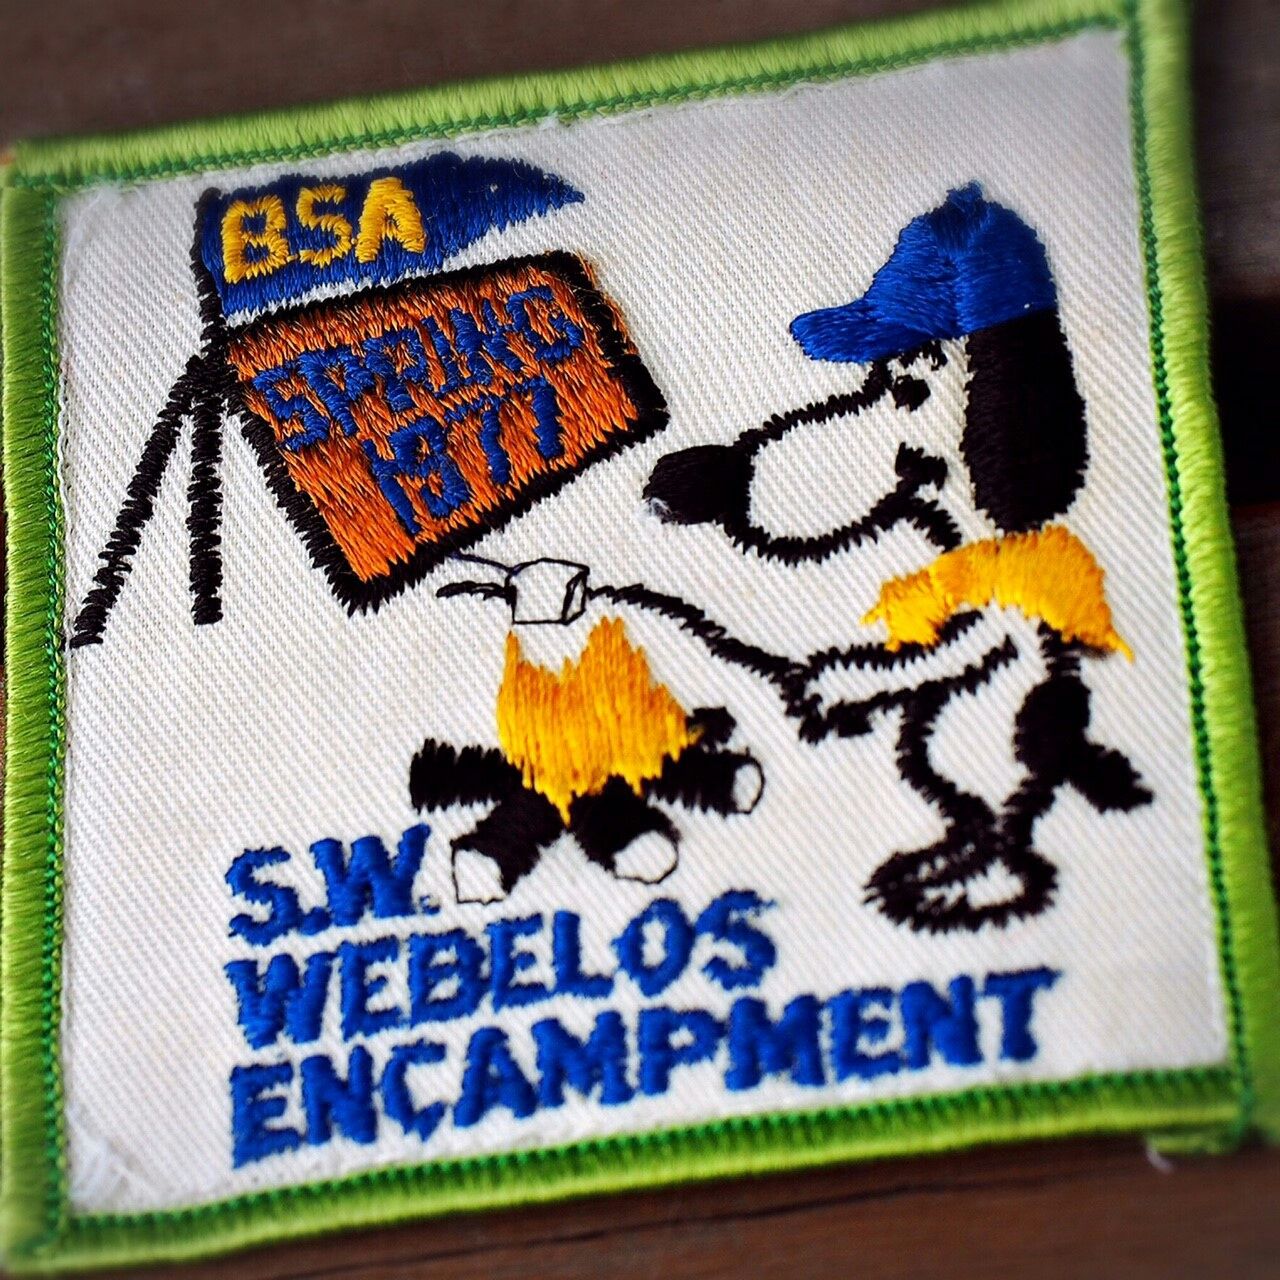 BSA
SPRING
1977
S.W.
WEBELOS
ENCAMPMENT